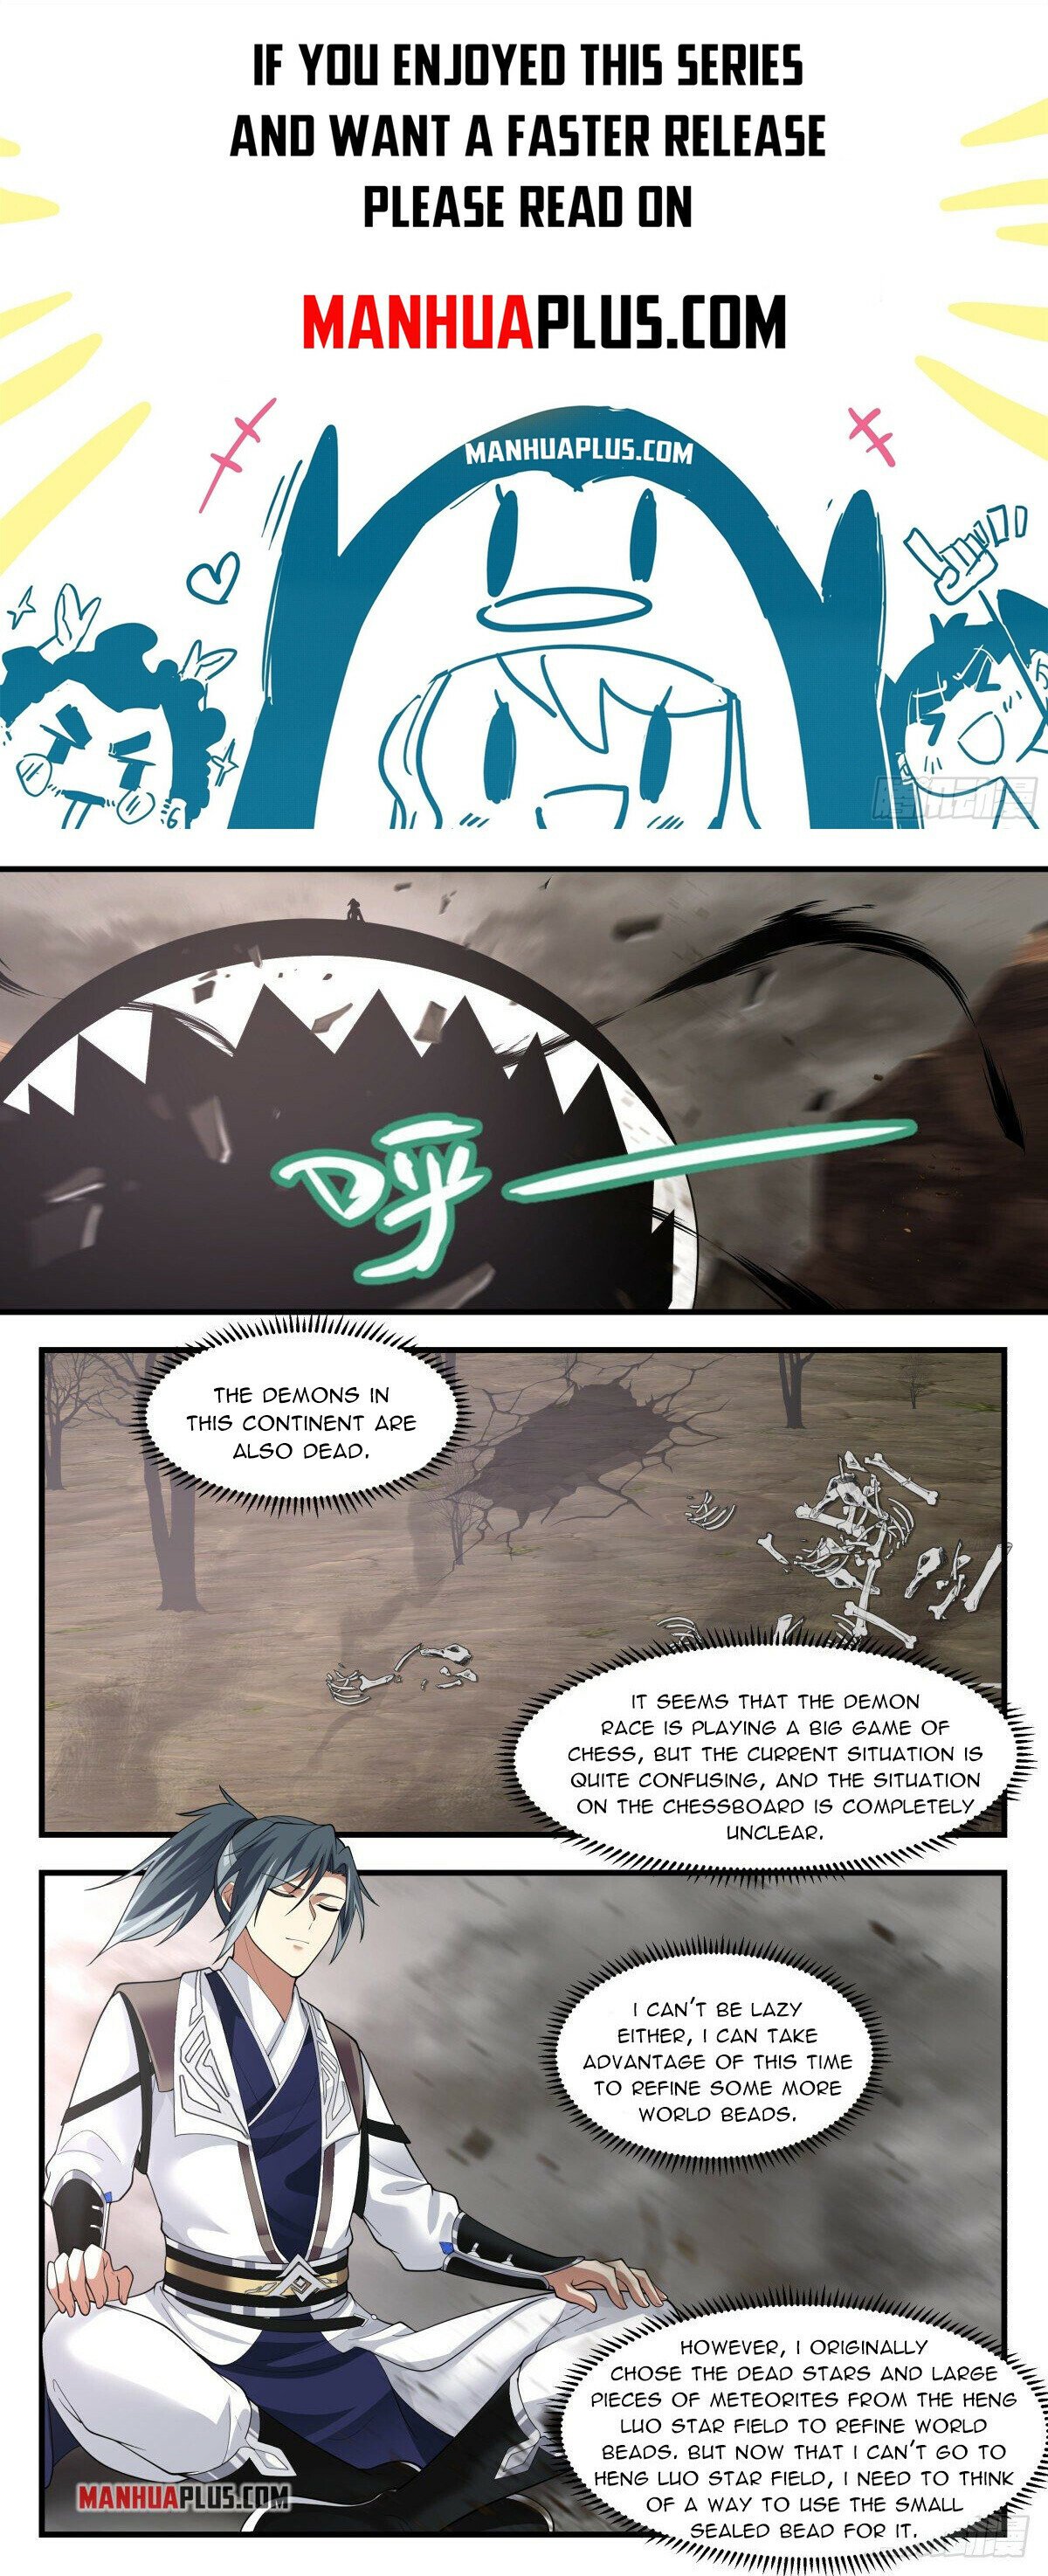 IF YOU ENJOYED THIS SERIES
AND WANT A FASTER RELEASE
PLEASE READ ON
MANHUAPLUS.COM
MANHUAPLUS.COM
腾讯动漫
呼一
THE DEMONS IN
THIS CONTINENT ARE
ALSO DEAD.
IT SEEMS THAT THE DEMON
RACE IS PLAYING A BIG GAME OF
CHESS, BUT THE CURRENT SITUATION IS
QUITE CONFUSING, AND THE SITUATION
ON THE CHESSBOARD IS COMPLETELY
UNCLEAR.
I CAN'T BE LAZY
EITHER, I CAN TAKE
ADVANTAGE OF THIS TIME
TO REFINE SOME MORE
WORLD BEADS.
HOWEVER, I ORIGINALLY
CHOSE THE DEAD STARS AND LARGE
PIECES OF METEORITES FROM THE HENG
LUO STAR FIELD TO REFINE WORLD
BEADS. BUT NOW THAT I CAN'T GO TO
HENG LUO STAR FIELD, I NEED TO THINK
OF A WAY TO USE THE SMALL
SEALED BEAD FOR IT.
MANHUAPLUS.COM